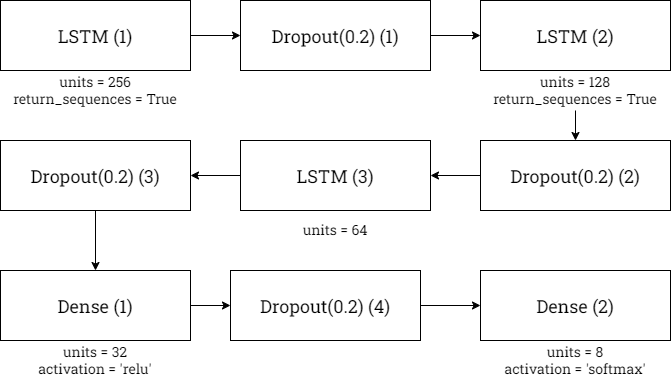 LSTM (1)
Dropout(0.2) (1)
LSTM (2)
units = 256
return_sequences = True
units = 128
return_sequences = True
Dropout(0.2) (3)
LSTM (3)
Dropout(0.2) (2)
units = 64
Dense (1)
Dropout(0.2) (4)
Dense (2)
units = 32
activation = 'relu'
units = 8
activation = 'softmax'